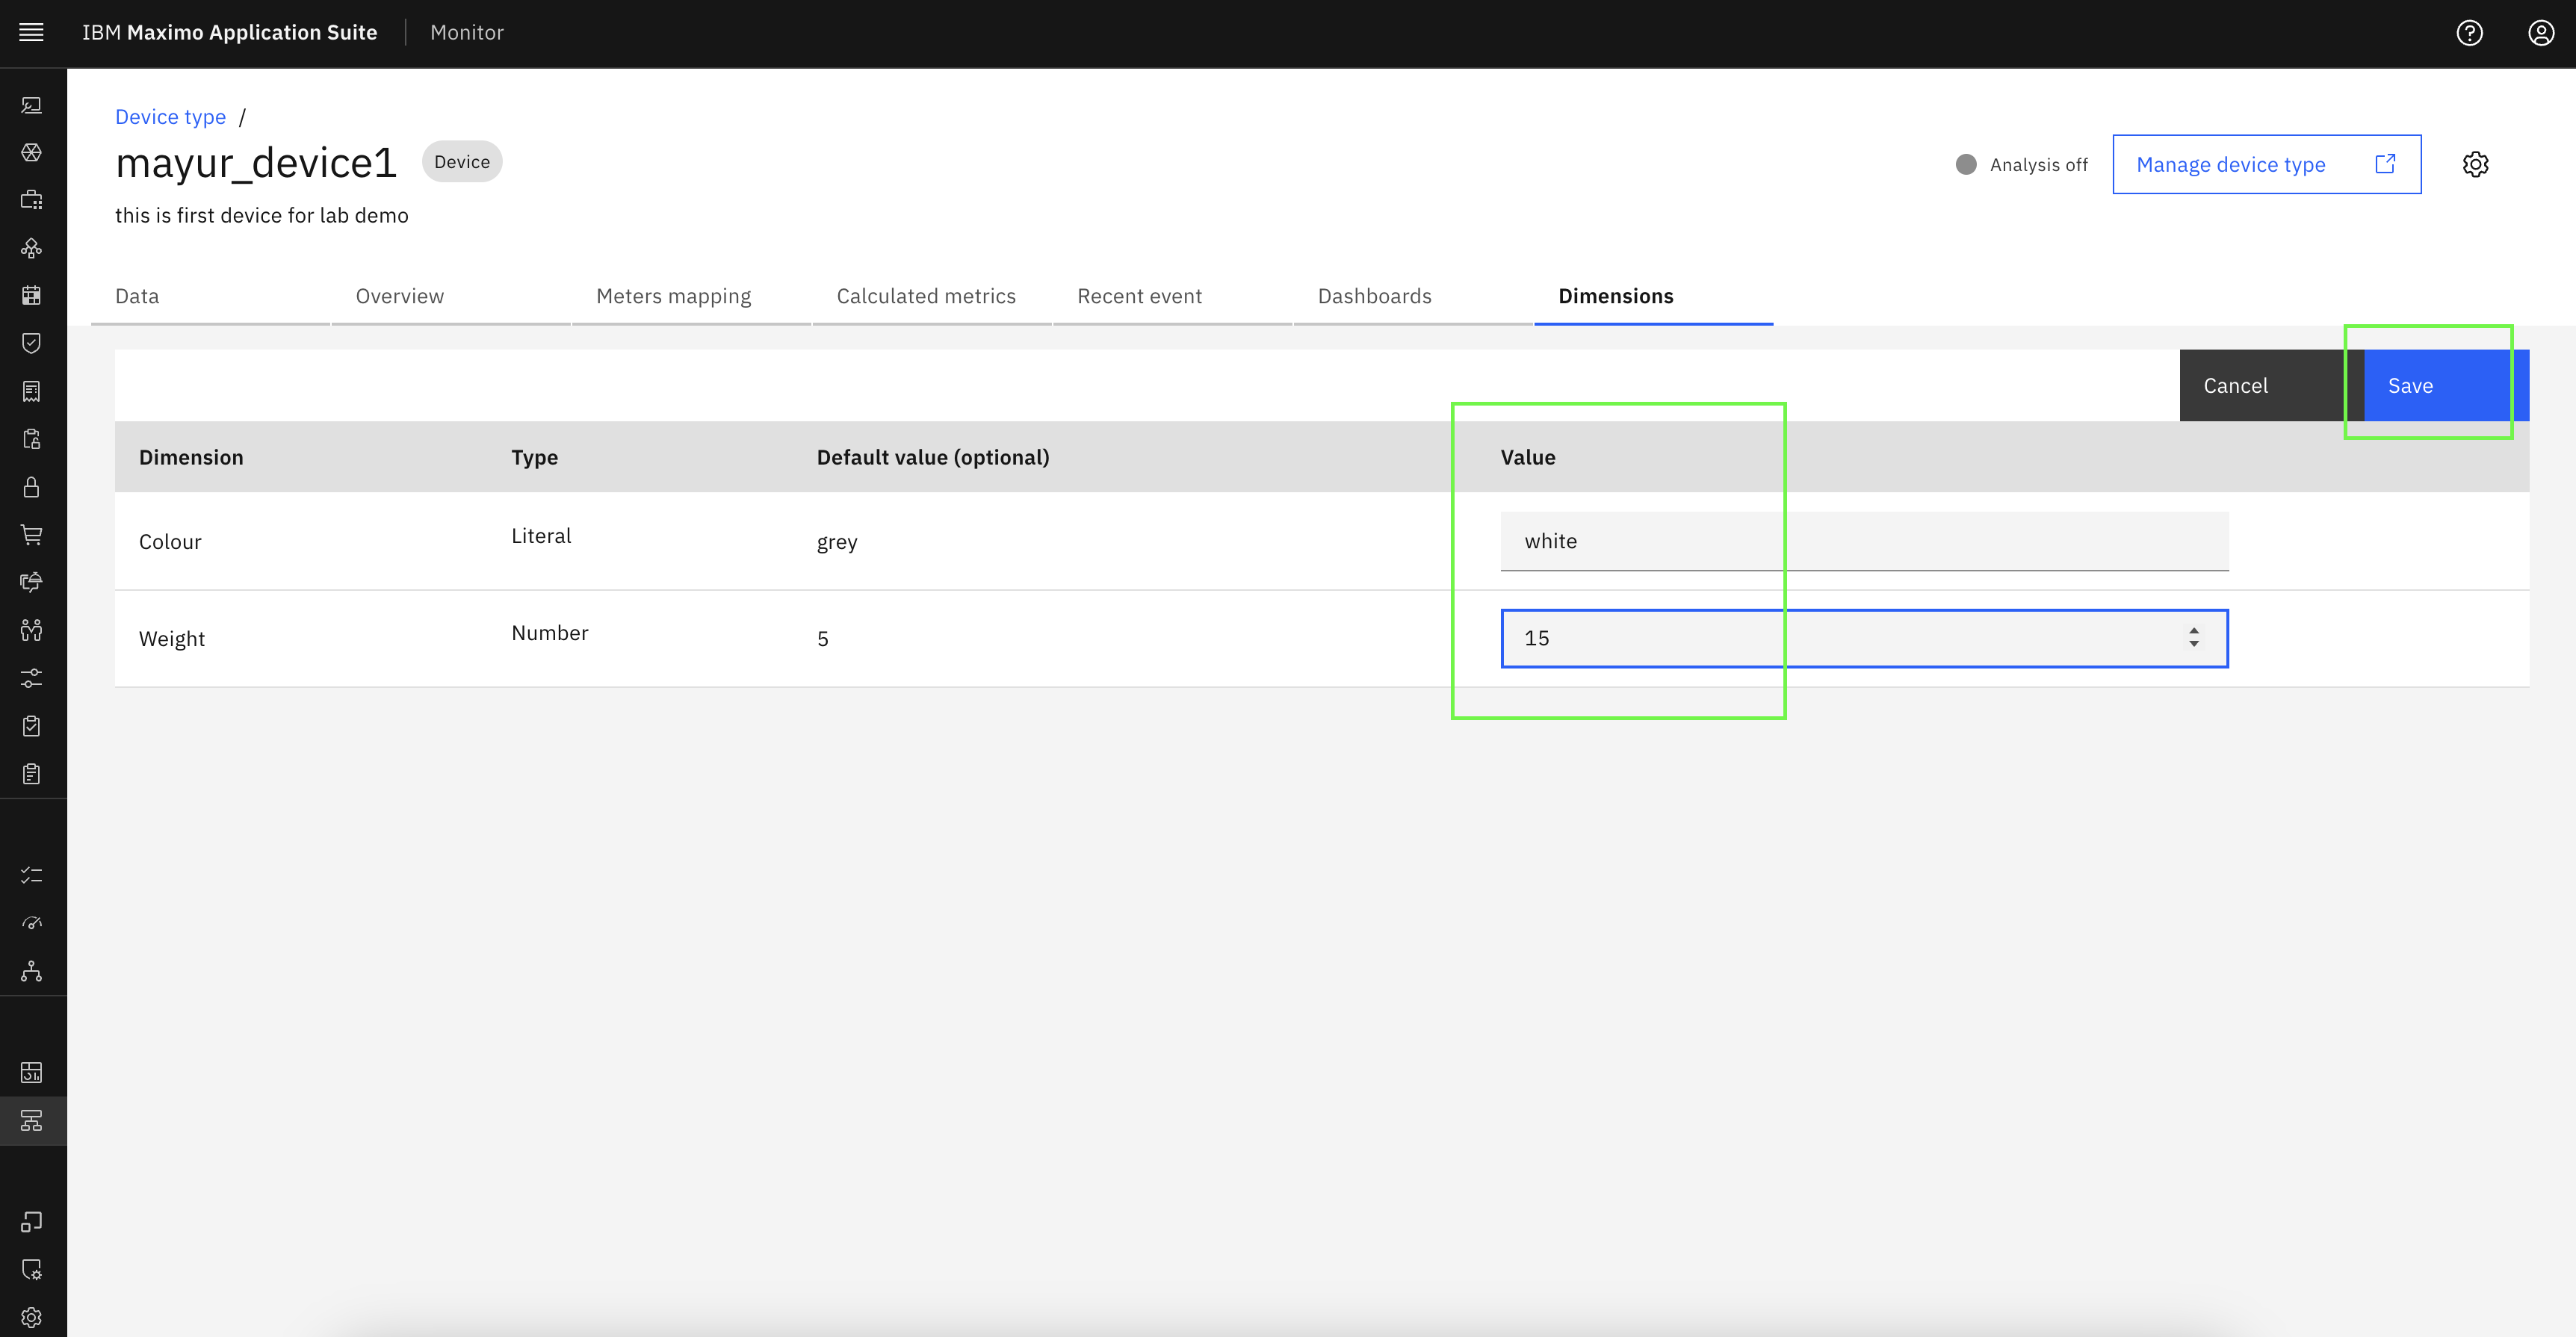 IBM Maximo Application Suite Monitor
Device type /
mayur_device1 Device
this is first device for lab demo
Analysis off Manage device type
Data Overview Meters mapping Calculated metrics Recent event Dashboards Dimensions
Cancel Save
Dimension Type Default value (optional) Value
Colour Literal grey white
Weight Number 5 15